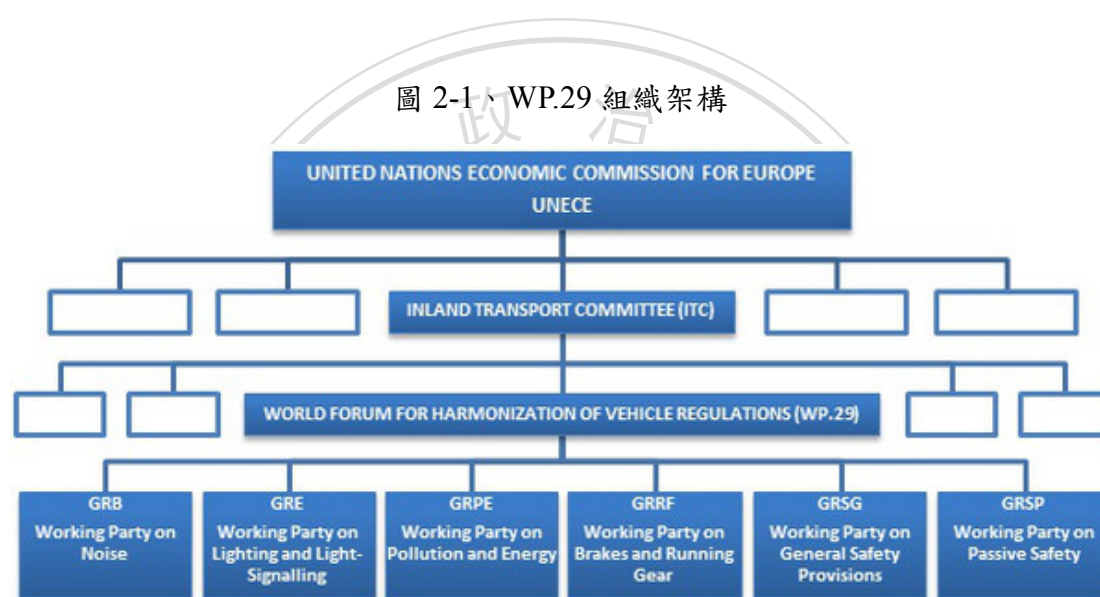 圖 2-1、WP.29 組織架構
政 治
UNITED NATIONS ECONOMIC COMMISSION FOR EUROPE
UNECE
INLAND TRANSPORT COMMITTEE (ITC)
WORLD FORUM FOR HARMONIZATION OF VEHICLE REGULATIONS (WP.29)
GRB
Working Party on
Noise
GRE
Working Party on
Lighting and Light-
Signalling
GRPE
Working Party on
Pollution and Energy
GRRF
Working Party on
Brakes and Running
Gear
GRSG
Working Party on
General Safety
Provisions
GRSP
Working Party on
Passive Safety